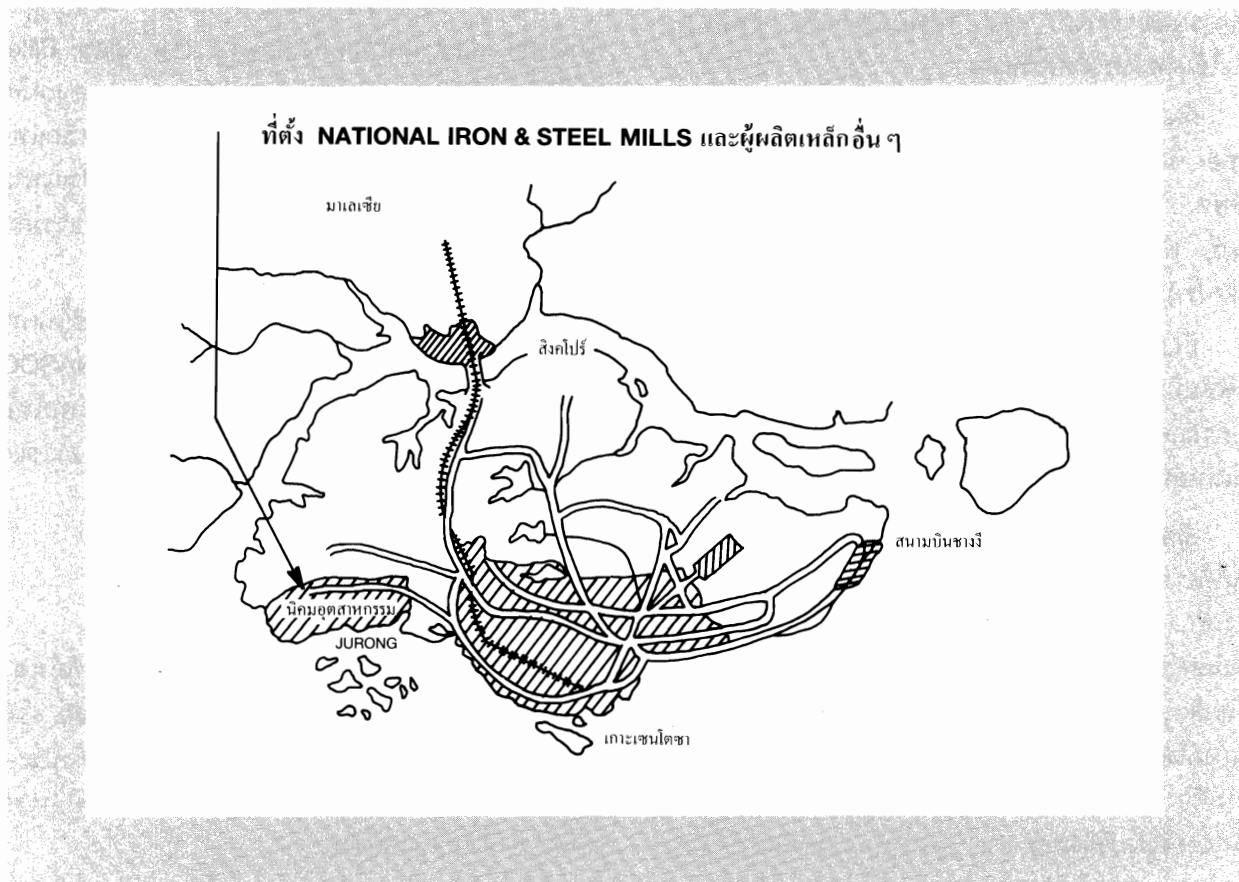 ที่ตั้ง NATIONAL IRON & STEEL MILLS และผู้ผลิตเหล็กอื่น ๆ
มาเลเซีย
สิงคโปร์
สนามบินชางงี
นิคมอุตสาหกรรม
JURONG
เกาะเซนโตซา